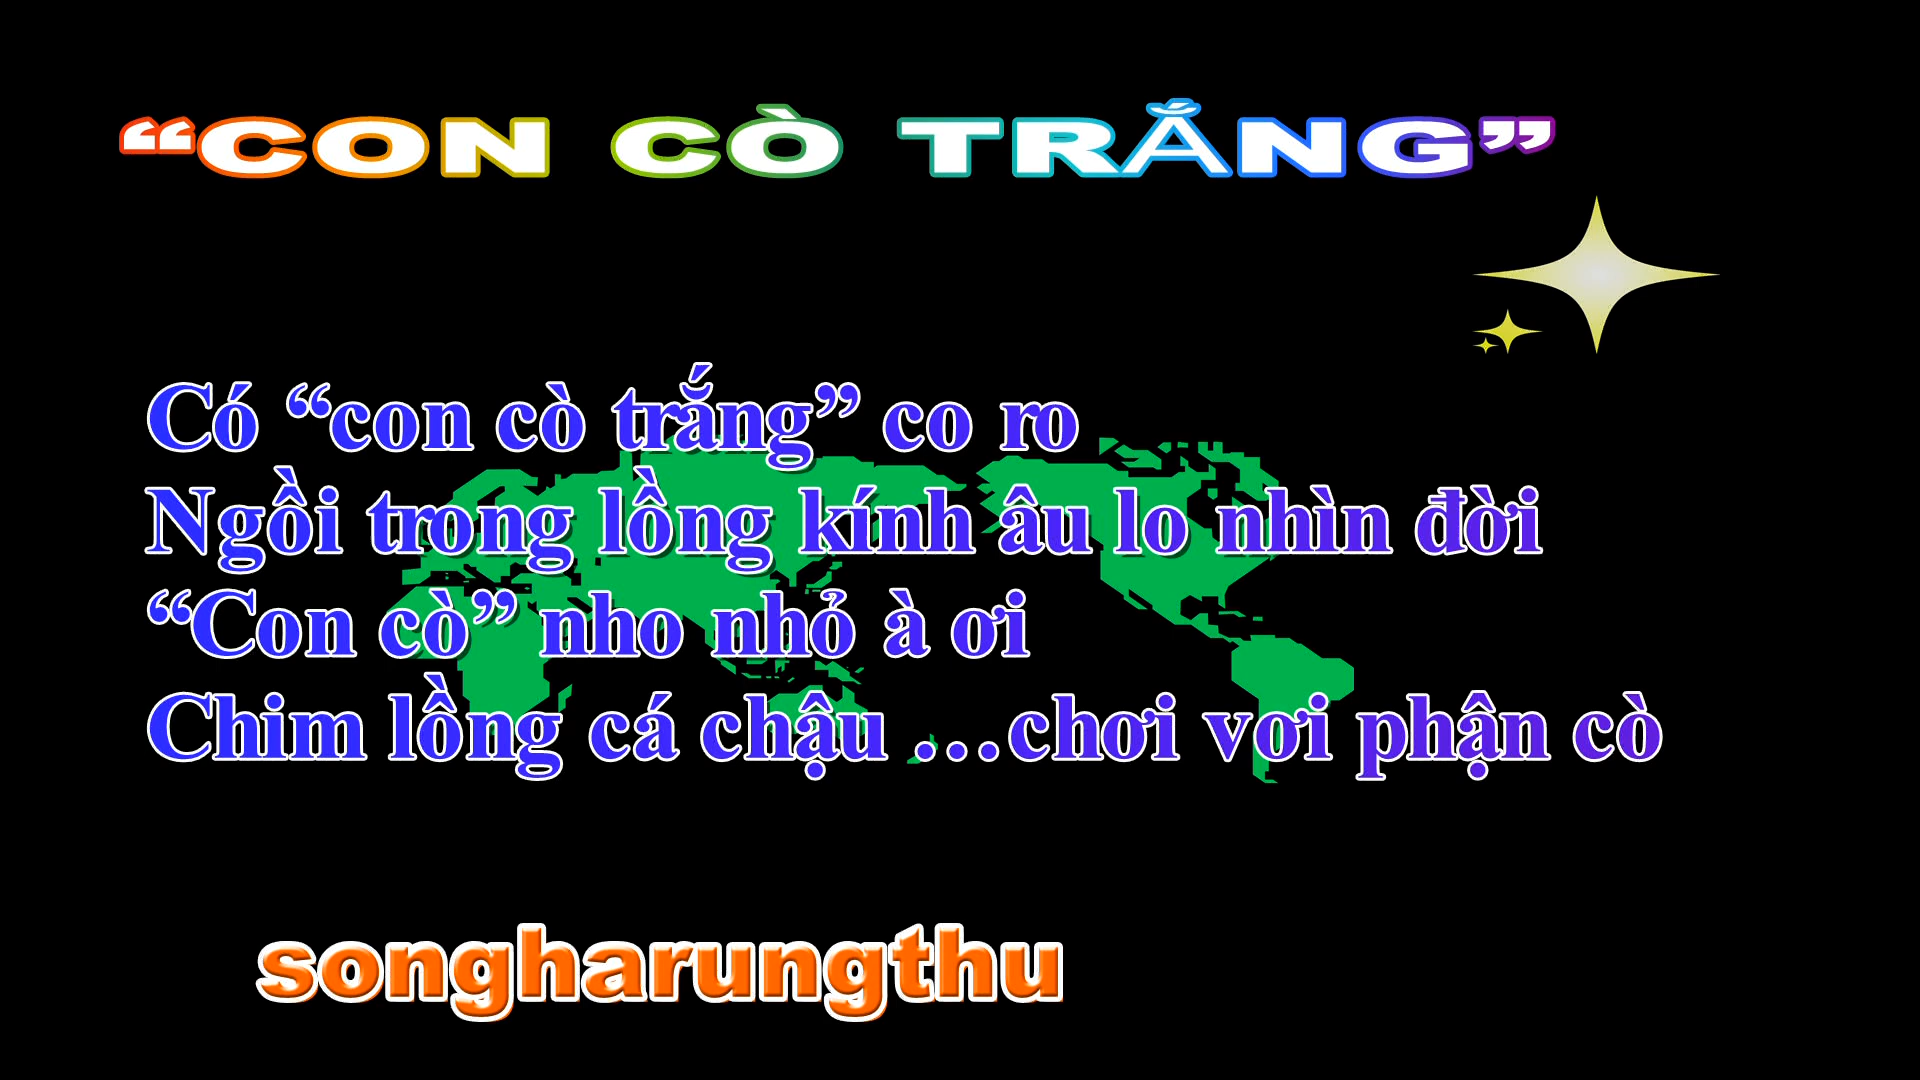 “CON CÒ TRẮNG”
Có “con cò trắng” co ro
Ngồi trong lồng kính âu lo nhìn đời
“Con cò” nho nhỏ à ơi
Chim lồng cá chậu …chơi vơi phận cò
songharungthu